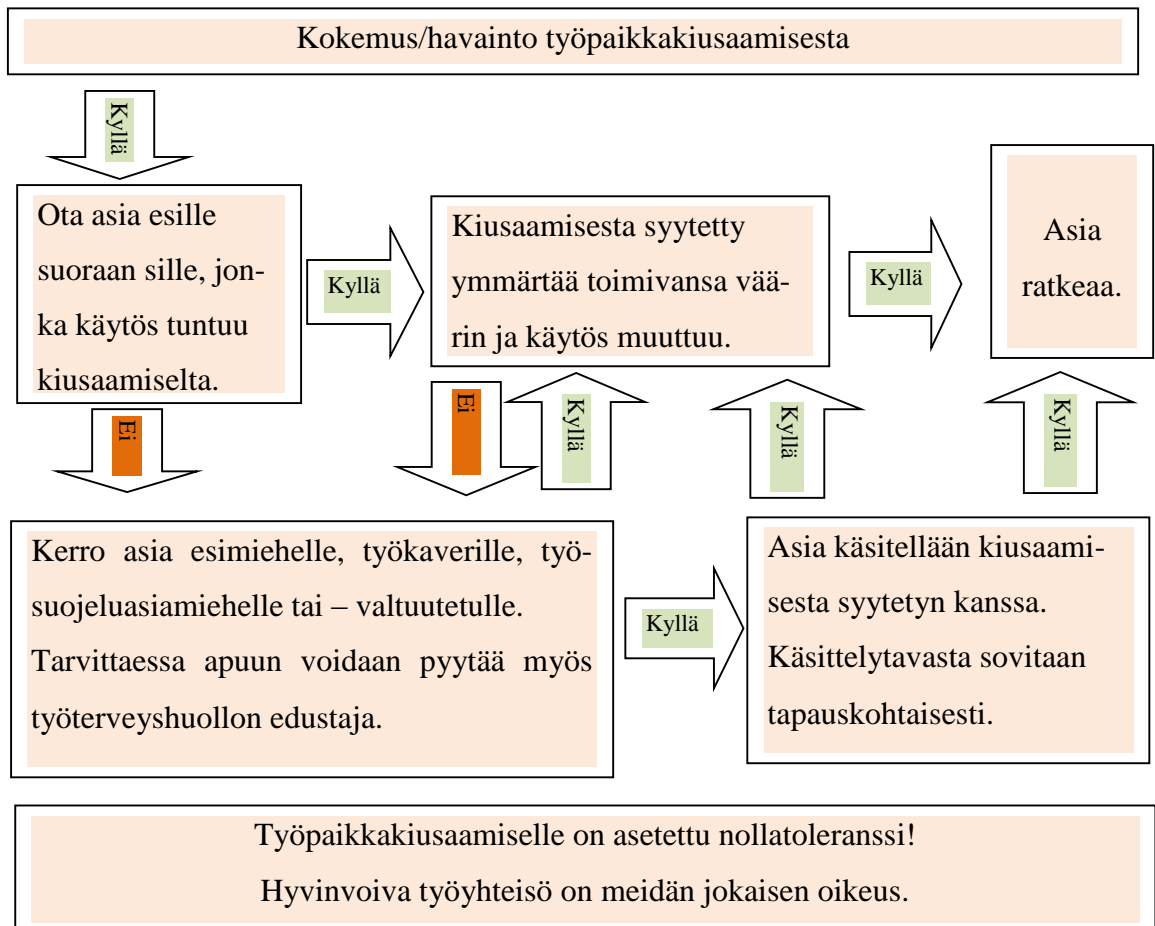 Kokemus/havainto työpaikkakiusaamisesta
Kyllä
Ota asia esille
suoraan sille, jon-
ka käytös tuntuu
kiusaamiselta.
Kyllä
Kiusaamisesta syytetty
ymmärtää toimivansa vää-
rin ja käytös muuttuu.
Kyllä
Asia
ratkeaa.
Ei
Ei
Kyllä
Kyllä
Kyllä
Kerro asia esimiehelle, työkaverille, työ-
suojeluasiamiehelle tai – valtuutetulle.
Tarvittaessa apuun voidaan pyytää myös
työterveyshuollon edustaja.
Kyllä
Asia käsitellään kiusaami-
sesta syytetyn kanssa.
Käsittelytavasta sovitaan
tapauskohtaisesti.
Työpaikkakiusaamiselle on asetettu nollatoleranssi!
Hyvinvoiva työyhteisö on meidän jokaisen oikeus.